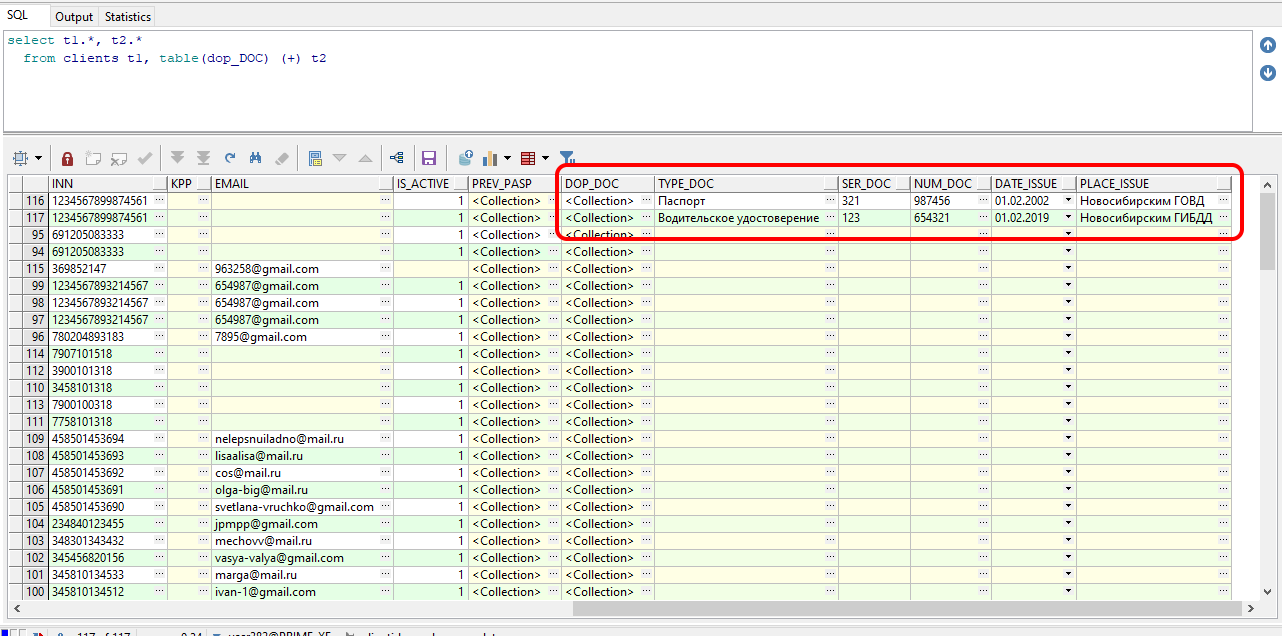 SQL Output Statistics
select t1.*, t2.*
from clients t1, table(dop_DOC) (+) t2
INN KPP EMAIL IS_ACTIVE PREV_PASP DOP_DOC TYPE_DOC SER_DOC NUM_DOC DATE_ISSUE PLACE_ISSUE
116 1234567899874561 ... ... ... 1 <Collection> ... <Collection> ... Паспорт ... 321 987456 ... 01.02.2002 Новосибирским ГОВД ...
117 1234567899874561 ... ... ... 1 <Collection> ... <Collection> ... Водительское удостоверение ... 123 654321 ... 01.02.2019 Новосибирским ГИБДД ...
95 691205083333 ... ... ... 1 <Collection> ... <Collection> ... ... ... ...
94 691205083333 ... ... ... 1 <Collection> ... <Collection> ... ... ... ...
115 369852147 ... ... 963258@gmail.com ... <Collection> ... <Collection> ... ... ... ...
99 1234567893214567 ... ... 654987@gmail.com ... 1 <Collection> ... <Collection> ... ... ... ...
98 1234567893214567 ... ... 654987@gmail.com ... 1 <Collection> ... <Collection> ... ... ... ...
97 1234567893214567 ... ... 654987@gmail.com ... 1 <Collection> ... <Collection> ... ... ... ...
96 780204893183 ... ... 7895@gmail.com ... 1 <Collection> ... <Collection> ... ... ... ...
114 7907101518 ... ... ... 1 <Collection> ... <Collection> ... ... ... ...
112 3900101318 ... ... ... 1 <Collection> ... <Collection> ... ... ... ...
110 3458101318 ... ... ... 1 <Collection> ... <Collection> ... ... ... ...
113 7900100318 ... ... ... 1 <Collection> ... <Collection> ... ... ... ...
111 7758101318 ... ... ... 1 <Collection> ... <Collection> ... ... ... ...
109 458501453694 ... ... nelepsnuiladno@mail.ru ... 1 <Collection> ... <Collection> ... ... ... ...
108 458501453693 ... ... lisaalisa@mail.ru ... 1 <Collection> ... <Collection> ... ... ... ...
107 458501453692 ... ... cos@mail.ru ... 1 <Collection> ... <Collection> ... ... ... ...
106 458501453691 ... ... olga-big@mail.ru ... 1 <Collection> ... <Collection> ... ... ... ...
105 458501453690 ... ... svetlana-vruchko@gmail.com ... 1 <Collection> ... <Collection> ... ... ... ...
104 234840123455 ... ... jpmpp@gmail.com ... 1 <Collection> ... <Collection> ... ... ... ...
103 348301343432 ... ... mechovv@mail.ru ... 1 <Collection> ... <Collection> ... ... ... ...
102 345456820156 ... ... vasya-valya@gmail.com ... 1 <Collection> ... <Collection> ... ... ... ...
101 345810134533 ... ... marga@mail.ru ... 1 <Collection> ... <Collection> ... ... ... ...
100 345810134512 ... ... ivan-1@gmail.com ... 1 <Collection> ... <Collection> ... ... ... ...